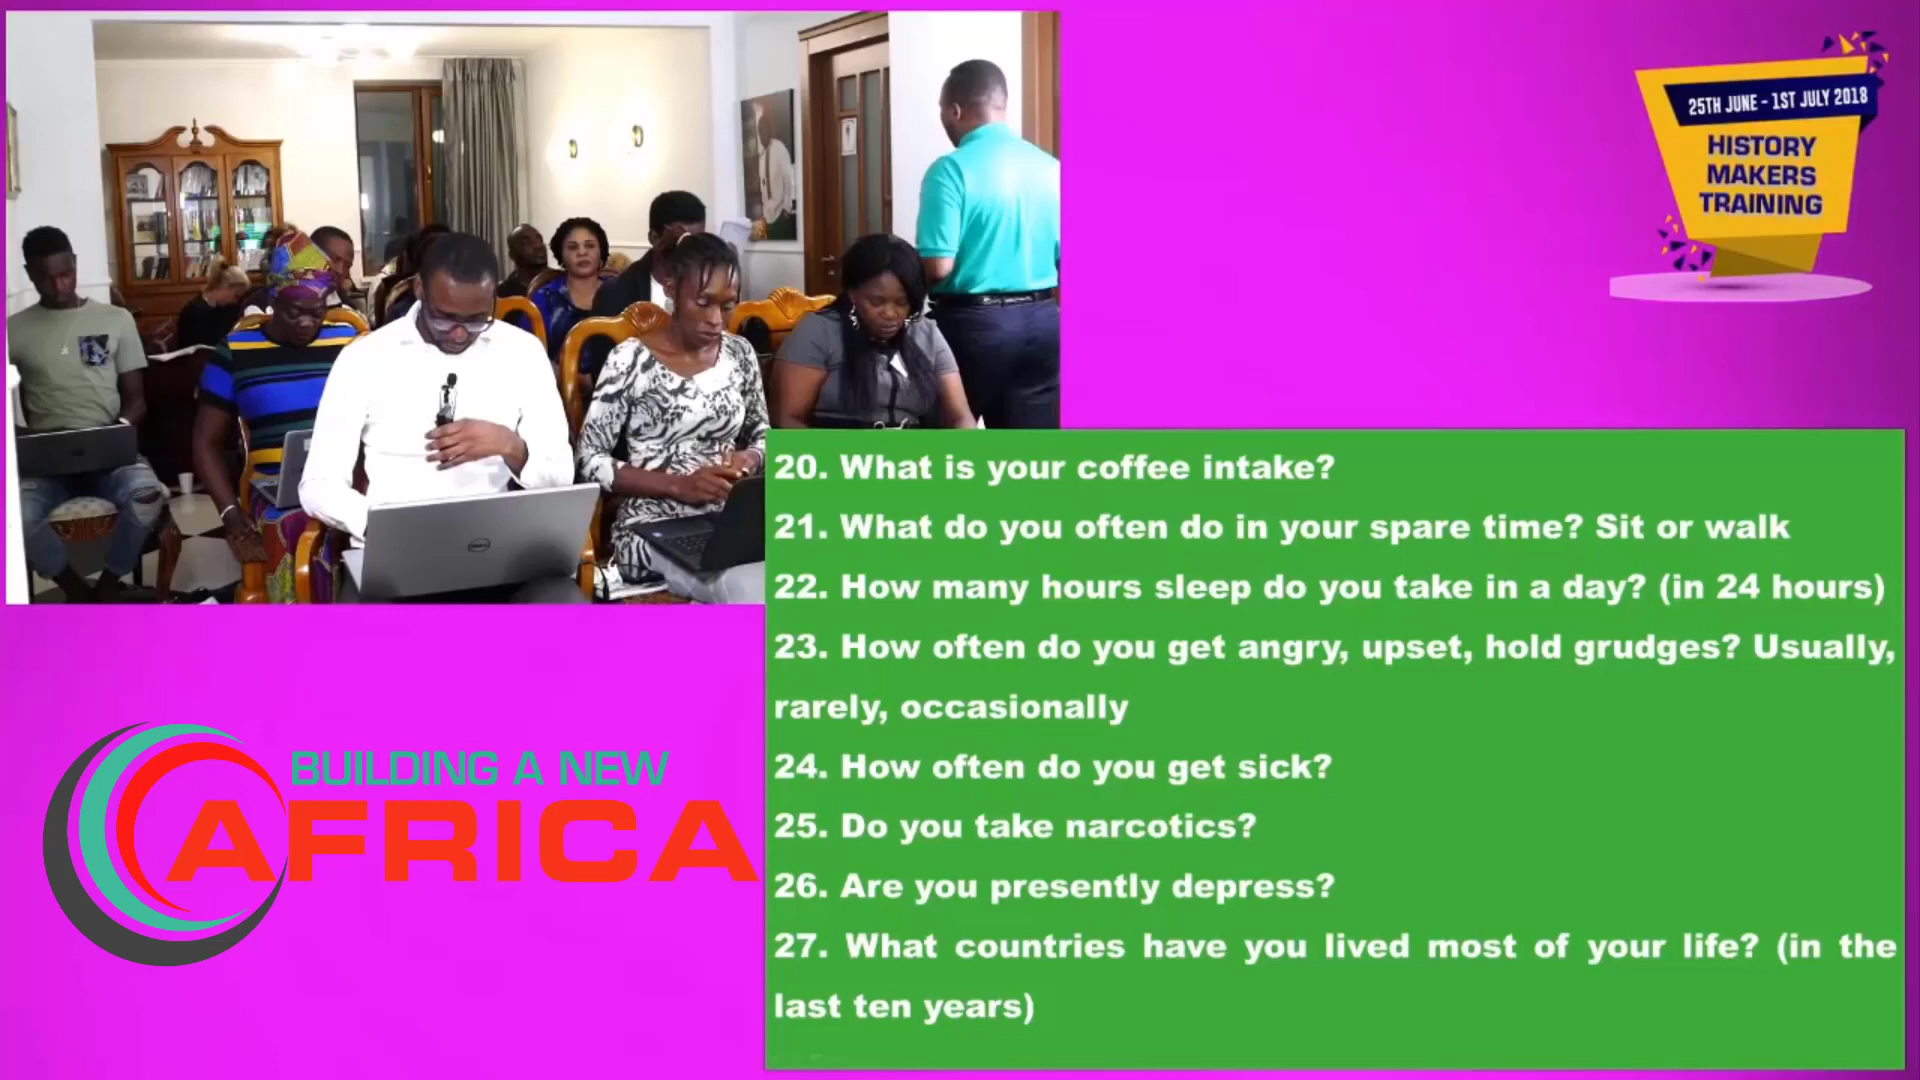 25TH JUNE - 1ST JULY 2018
HISTORY
MAKERS
TRAINING
DELL
20. What is your coffee intake?
21. What do you often do in your spare time? Sit or walk
22. How many hours sleep do you take in a day? (in 24 hours)
23. How often do you get angry, upset, hold grudges? Usually,
rarely, occasionally
24. How often do you get sick?
25. Do you take narcotics?
26. Are you presently depress?
27. What countries have you lived most of your life? (in the
last ten years)
BUILDING A NEW
AFRICA